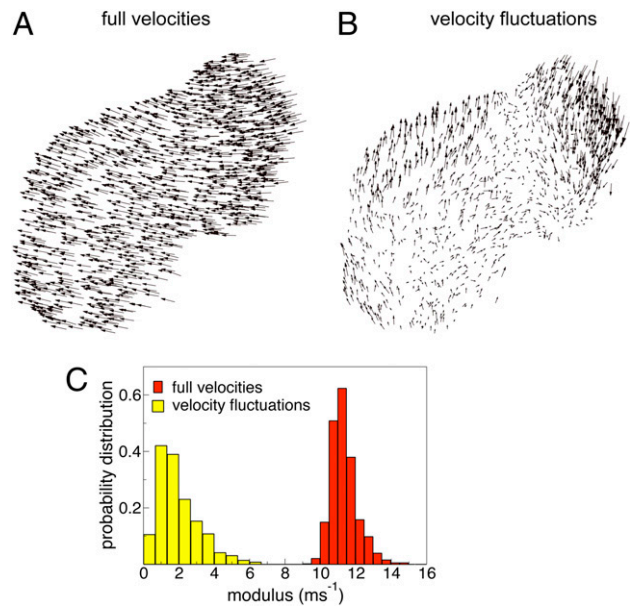 A full velocities
B velocity fluctuations
C
full velocities
velocity fluctuations
probability distribution
0.6
0.4
0.2
0 2 4 6 8 10 12 14 16
modulus (ms⁻¹)